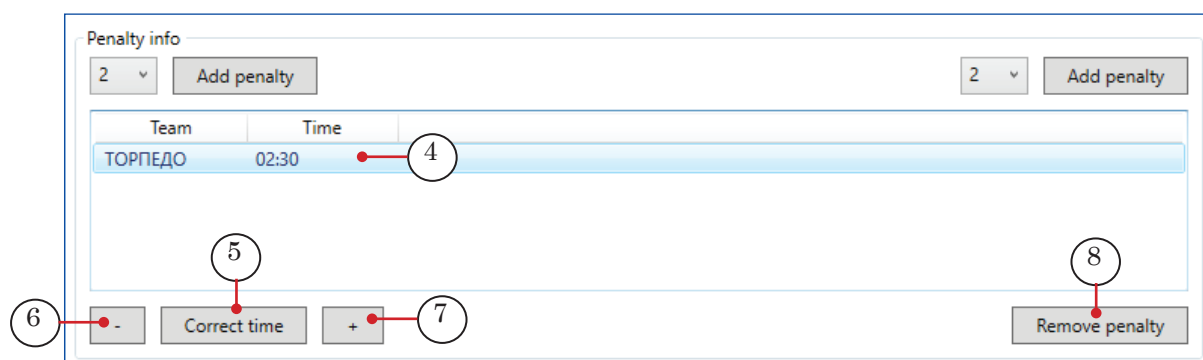 Penalty info
2 Add penalty 2 Add penalty
Team Time
ТОРПЕДО 02:30 4
5 8
6 - Correct time + 7 Remove penalty